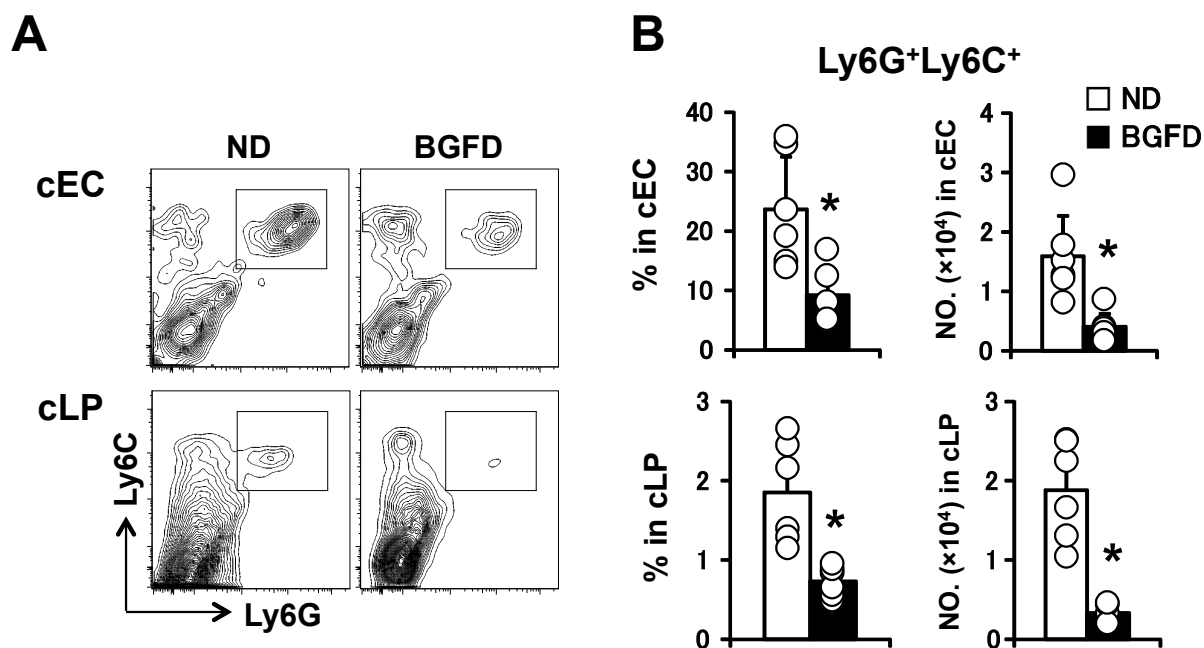 A
ND BGFD
cEC
cLP
Ly6C
Ly6G
B
Ly6G⁺Ly6C⁺
ND
BGFD
% in cEC
40
30
20
10
0
*
NO. (×10⁴) in cEC
4
3
2
1
0
*
% in cLP
3
2
1
0
*
NO. (×10⁴) in cLP
3
2
1
0
*